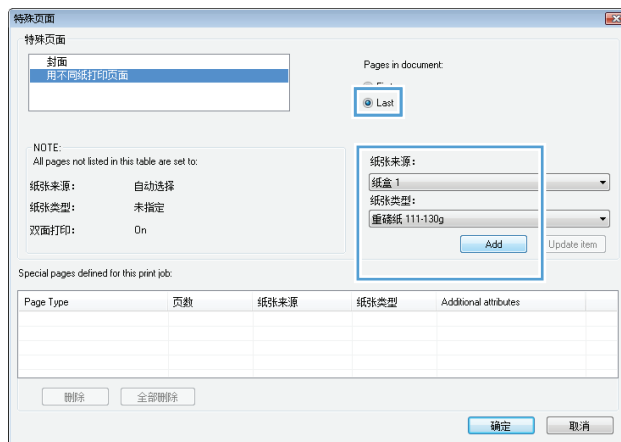 特殊页面
特殊页面
封面
用不同纸打印页面
Pages in document:
Last
NOTE:
All pages not listed in this table are set to:
纸张来源: 自动选择
纸张类型: 未指定
双面打印: On
纸张来源:
纸盒 1
纸张类型:
重磅纸 111-130g
Add Update item
Special pages defined for this print job:
Page Type 页数 纸张来源 纸张类型 Additional attributes
删除 全部删除
确定 取消